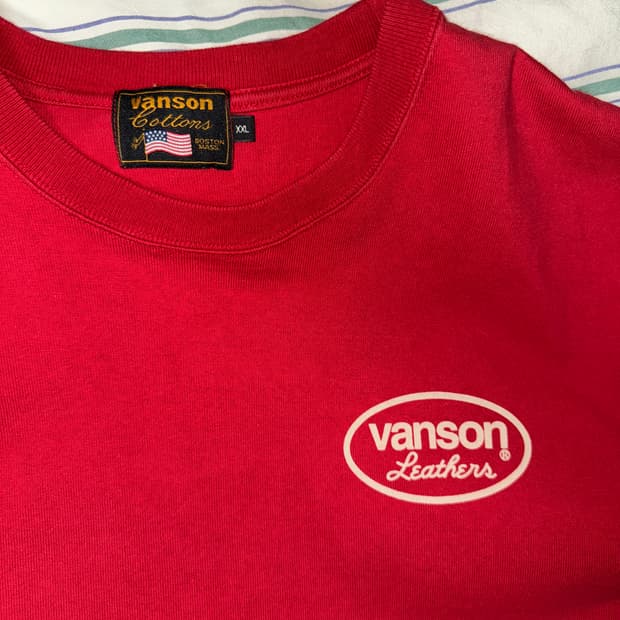 vanson
Cottons
BOSTON
MASS.
XXL
vanson
Leathers
®